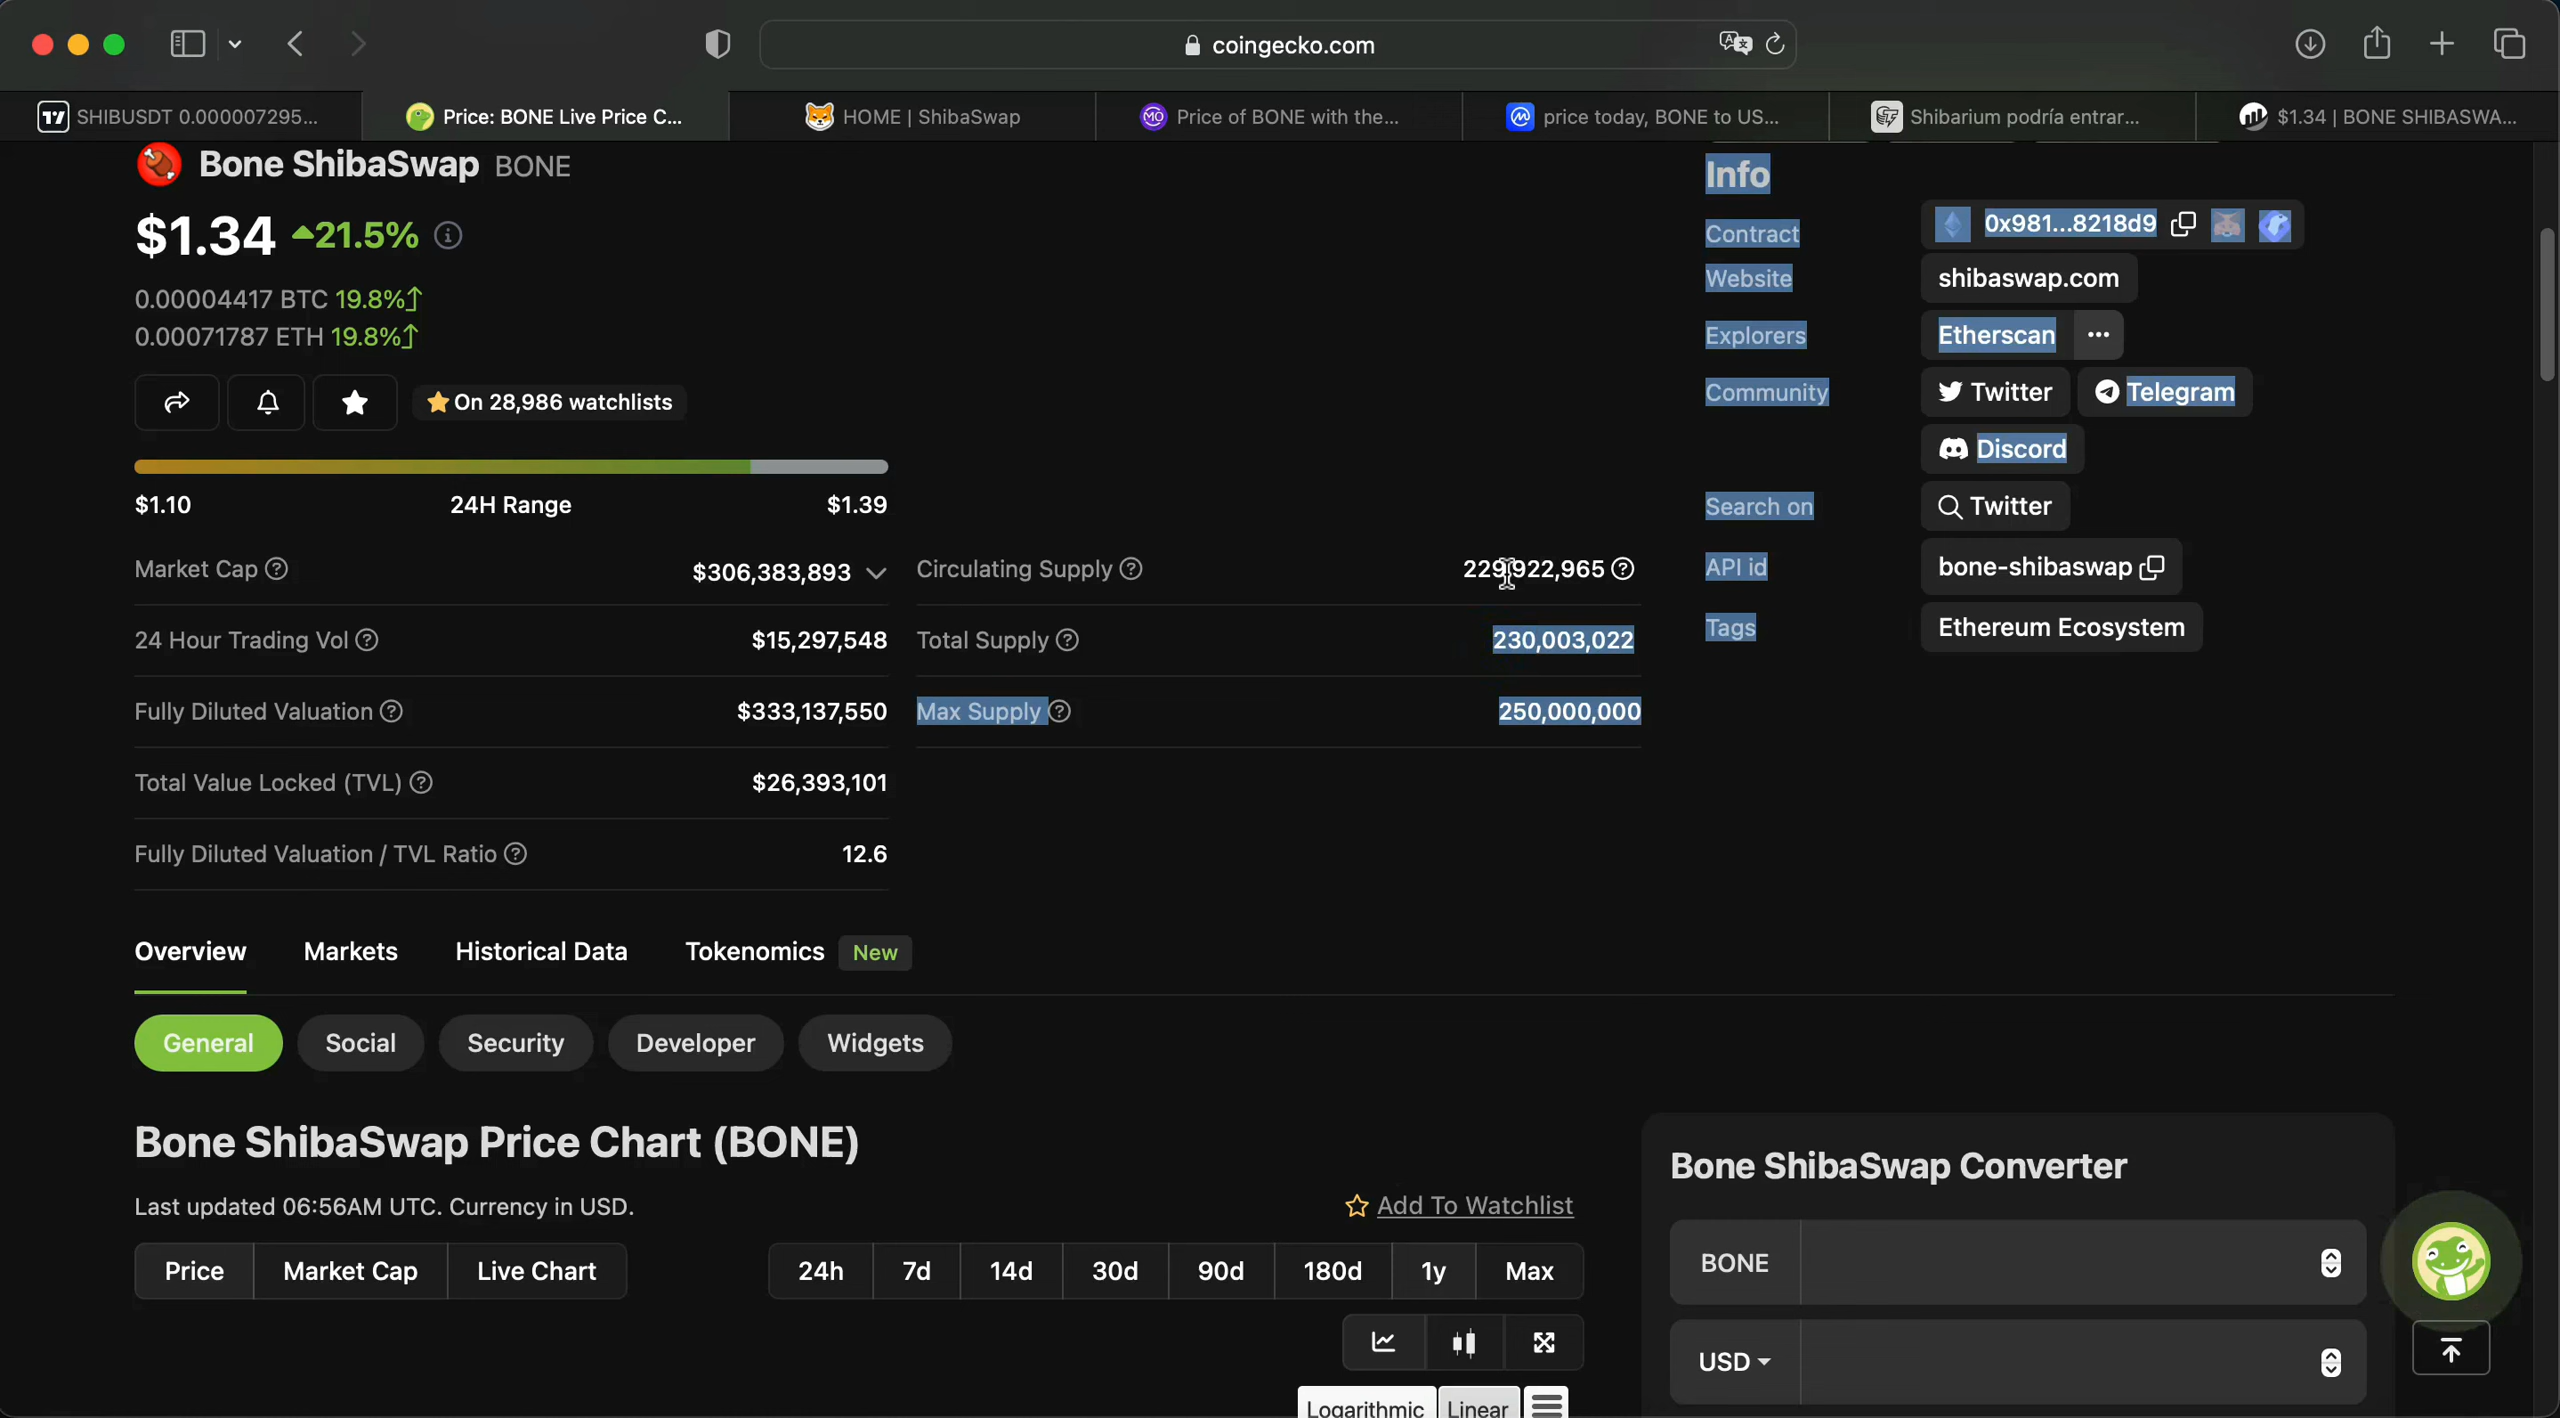 coingecko.com
SHIBUSDT 0.000007295...
Price: BONE Live Price C...
HOME | ShibaSwap
Price of BONE with the...
price today, BONE to US...
Shibarium podría entrar...
$1.34 | BONE SHIBASWA...
Bone ShibaSwap BONE
$1.34 21.5%
0.00004417 BTC 19.8%
0.00071787 ETH 19.8%
On 28,986 watchlists
$1.10 24H Range $1.39
Market Cap $306,383,893
24 Hour Trading Vol $15,297,548
Fully Diluted Valuation $333,137,550
Total Value Locked (TVL) $26,393,101
Fully Diluted Valuation / TVL Ratio 12.6
Circulating Supply 229,922,965
Total Supply 230,003,022
Max Supply 250,000,000
Info
Contract 0x981...8218d9
Website shibaswap.com
Explorers Etherscan ...
Community Twitter Telegram
Discord
Search on Twitter
API id bone-shibaswap
Tags Ethereum Ecosystem
Overview Markets Historical Data Tokenomics New
General Social Security Developer Widgets
Bone ShibaSwap Price Chart (BONE)
Last updated 06:56AM UTC. Currency in USD.
Add To Watchlist
Price Market Cap Live Chart
24h 7d 14d 30d 90d 180d 1y Max
Logarithmic Linear
Bone ShibaSwap Converter
BONE
USD